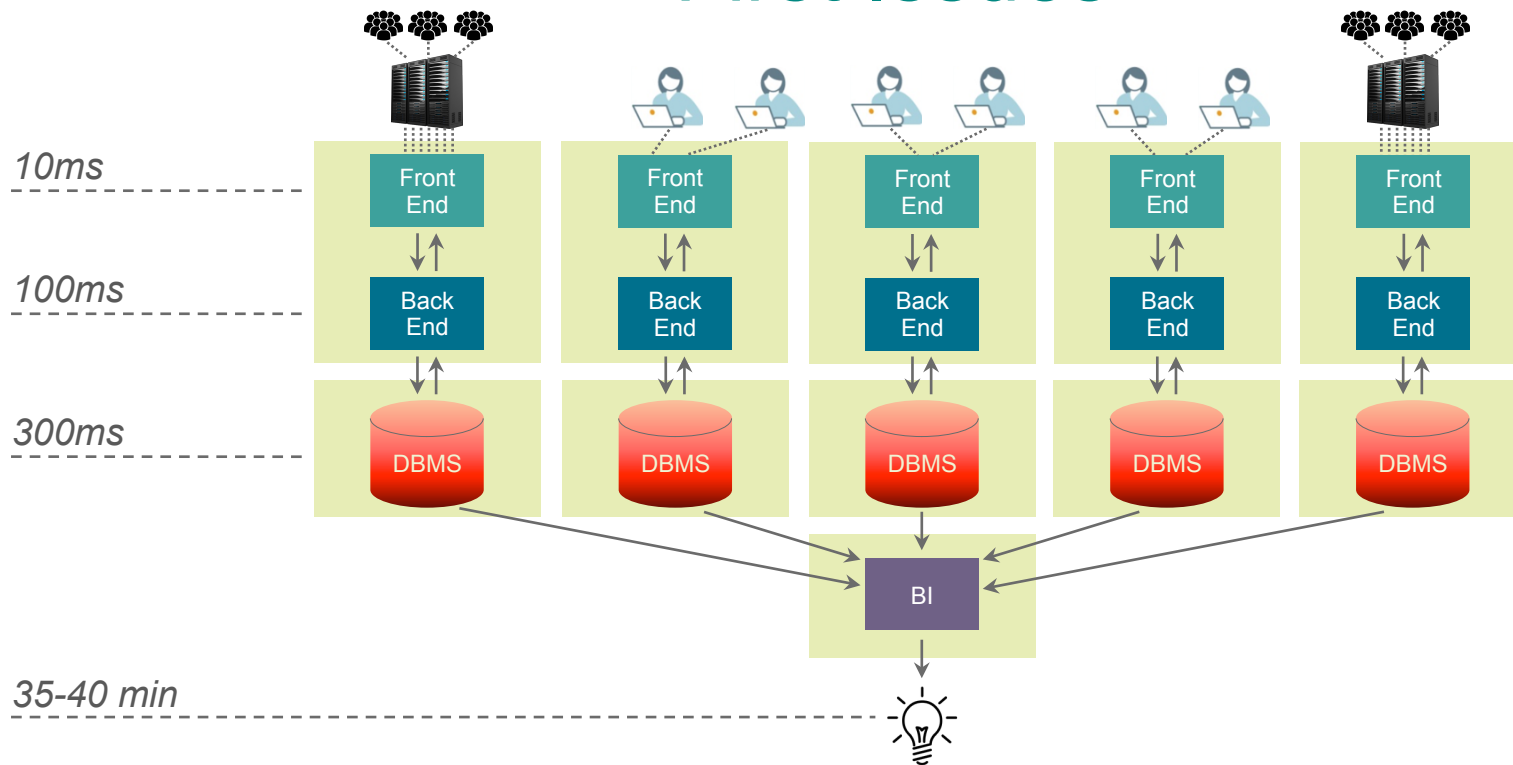 10ms
Front
End
Front
End
Front
End
Front
End
Front
End
100ms
Back
End
Back
End
Back
End
Back
End
Back
End
300ms
DBMS
DBMS
DBMS
DBMS
DBMS
BI
35-40 min